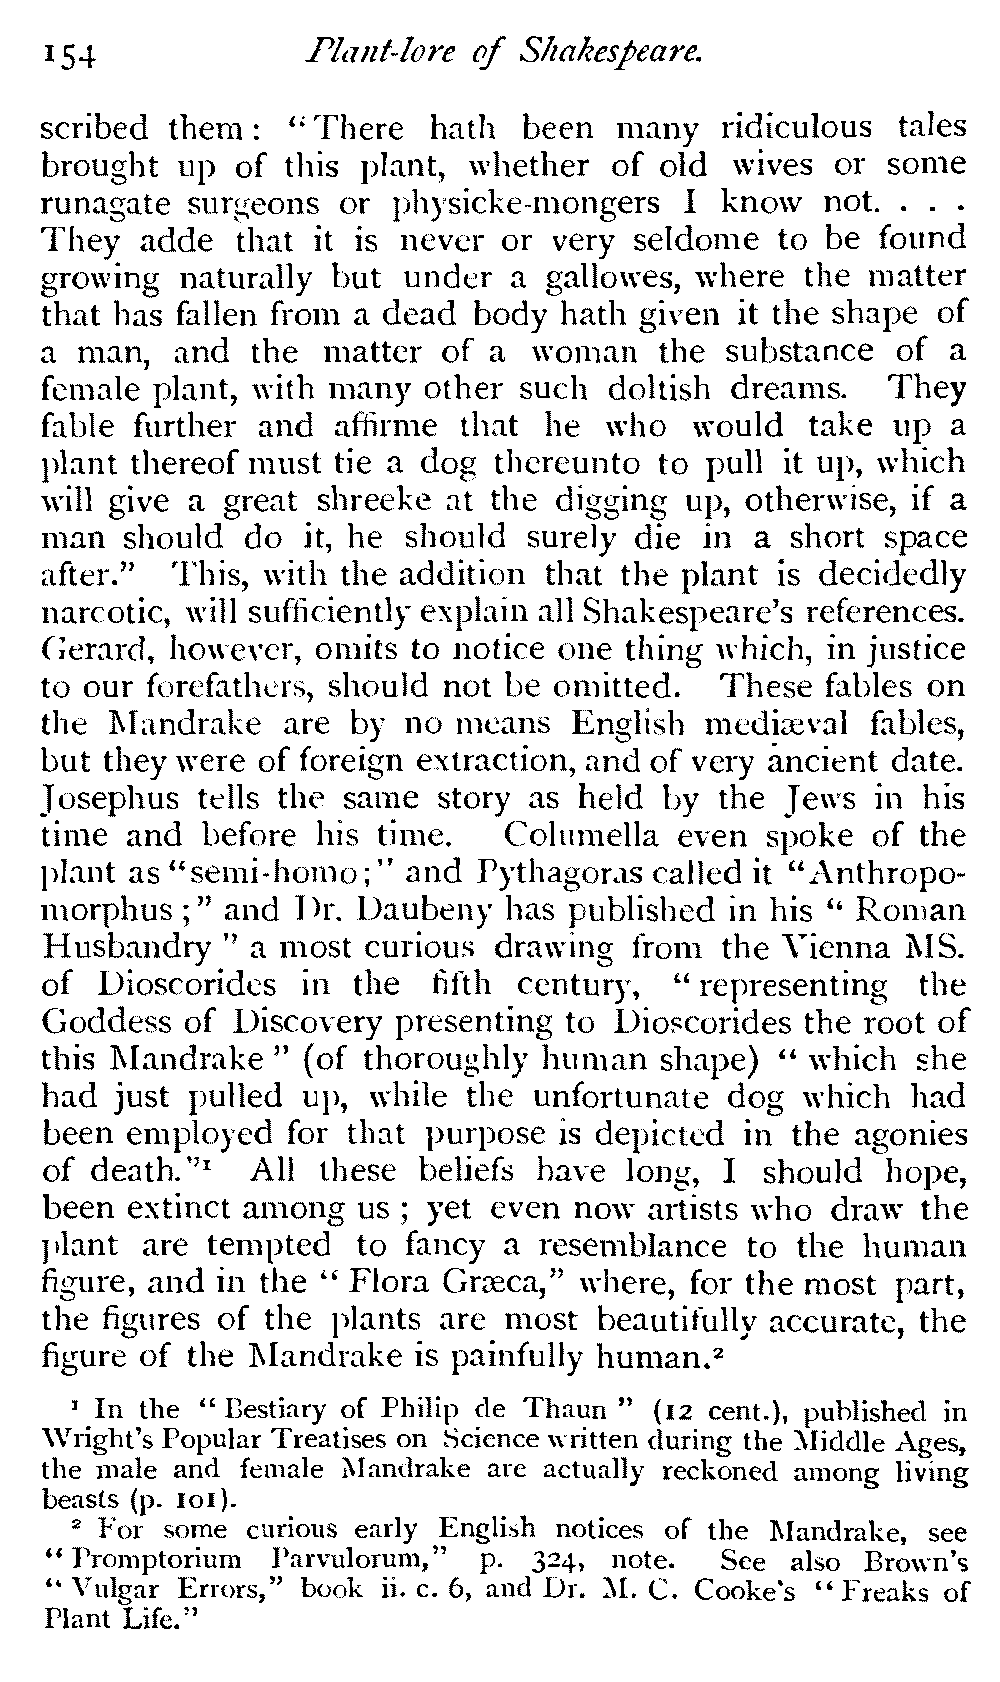 154 Plant-lore of Shakespeare.
scribed them : “There hath been many ridiculous tales
brought up of this plant, whether of old wives or some
runagate surgeons or physicke-mongers I know not. . . .
They adde that it is never or very seldome to be found
growing naturally but under a gallowes, where the matter
that has fallen from a dead body hath given it the shape of
a man, and the matter of a woman the substance of a
female plant, with many other such doltish dreams. They
fable further and affirme that he who would take up a
plant thereof must tie a dog thereunto to pull it up, which
will give a great shreeke at the digging up, otherwise, if a
man should do it, he should surely die in a short space
after.” This, with the addition that the plant is decidedly
narcotic, will sufficiently explain all Shakespeare’s references.
Gerard, however, omits to notice one thing which, in justice
to our forefathers, should not be omitted. These fables on
the Mandrake are by no means English mediæval fables,
but they were of foreign extraction, and of very ancient date.
Josephus tells the same story as held by the Jews in his
time and before his time. Columella even spoke of the
plant as “semi-homo;” and Pythagoras called it “Anthropo-
morphus ;” and Dr. Daubeny has published in his “ Roman
Husbandry ” a most curious drawing from the Vienna MS.
of Dioscorides in the fifth century, “ representing the
Goddess of Discovery presenting to Dioscorides the root of
this Mandrake ” (of thoroughly human shape) “ which she
had just pulled up, while the unfortunate dog which had
been employed for that purpose is depicted in the agonies
of death.”¹ All these beliefs have long, I should hope,
been extinct among us ; yet even now artists who draw the
plant are tempted to fancy a resemblance to the human
figure, and in the “ Flora Græca,” where, for the most part,
the figures of the plants are most beautifully accurate, the
figure of the Mandrake is painfully human.²
¹ In the “ Bestiary of Philip de Thaun ” (12 cent.), published in
Wright’s Popular Treatises on Science written during the Middle Ages,
the male and female Mandrake are actually reckoned among living
beasts (p. 101).
² For some curious early English notices of the Mandrake, see
“ Promptorium Parvulorum,” p. 324, note. See also Brown’s
“ Vulgar Errors,” book ii. c. 6, and Dr. M. C. Cooke’s “ Freaks of
Plant Life.”